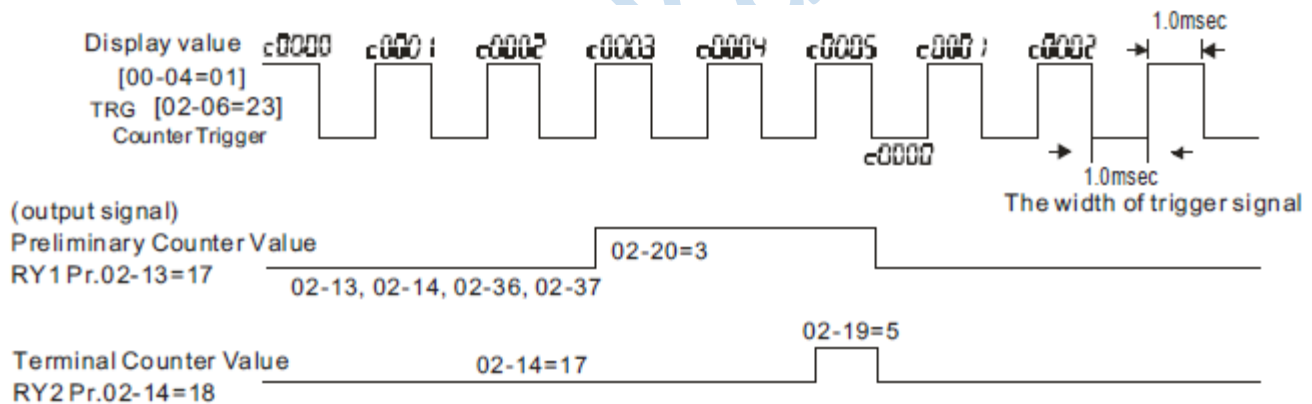 1.0msec
Display value c0000 c0001 c0002 c0003 c0004 c0005 c0001 c0002
[00-04=01]
TRG [02-06=23]
Counter Trigger
c0000
1.0msec
The width of trigger signal
(output signal)
Preliminary Counter Value
02-20=3
RY1 Pr.02-13=17
02-13, 02-14, 02-36, 02-37
02-19=5
Terminal Counter Value
02-14=17
RY2 Pr.02-14=18